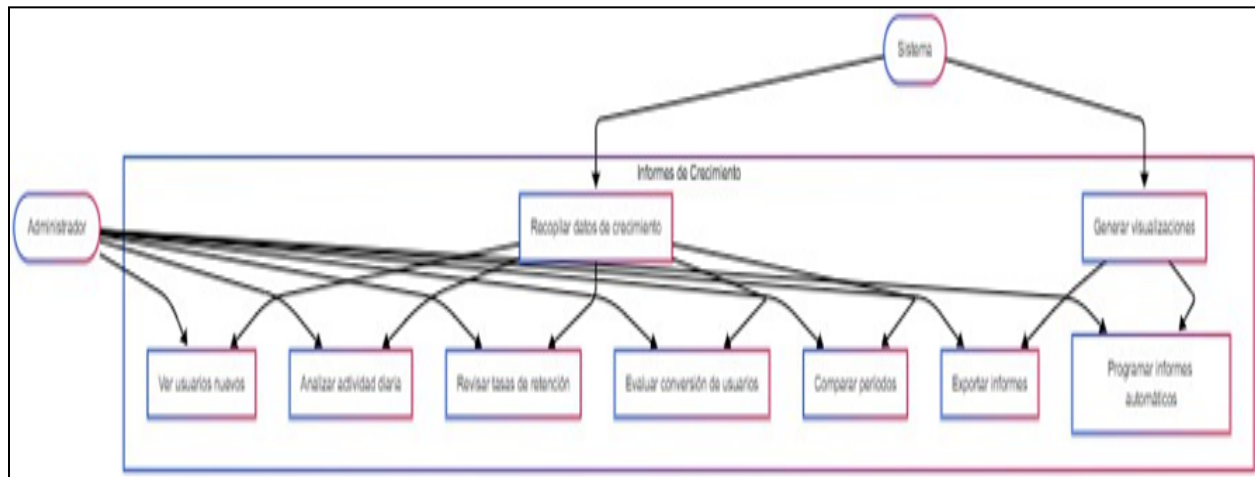 Sistema
Informes de Crecimiento
Administrador
Recopilar datos de crecimiento
Generar visualizaciones
Ver usuarios nuevos
Analizar actividad diaria
Revisar tasas de retención
Evaluar conversión de usuarios
Comparar periodos
Exportar informes
Programar informes
automáticos